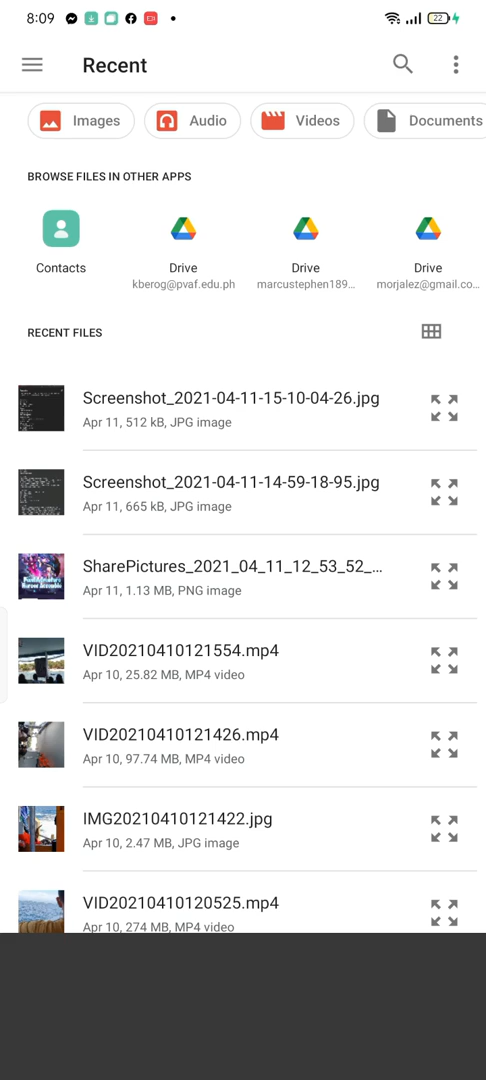 8:09
22
Recent
Images
Audio
Videos
Documents
BROWSE FILES IN OTHER APPS
Contacts
Drive
kberog@pvaf.edu.ph
Drive
marcustephen189...
Drive
morjalez@gmail.co...
RECENT FILES
Screenshot_2021-04-11-15-10-04-26.jpg
Apr 11, 512 kB, JPG image
Screenshot_2021-04-11-14-59-18-95.jpg
Apr 11, 665 kB, JPG image
SharePictures_2021_04_11_12_53_52_...
Apr 11, 1.13 MB, PNG image
VID20210410121554.mp4
Apr 10, 25.82 MB, MP4 video
VID20210410121426.mp4
Apr 10, 97.74 MB, MP4 video
IMG20210410121422.jpg
Apr 10, 2.47 MB, JPG image
VID20210410120525.mp4
Apr 10, 274 MB, MP4 video